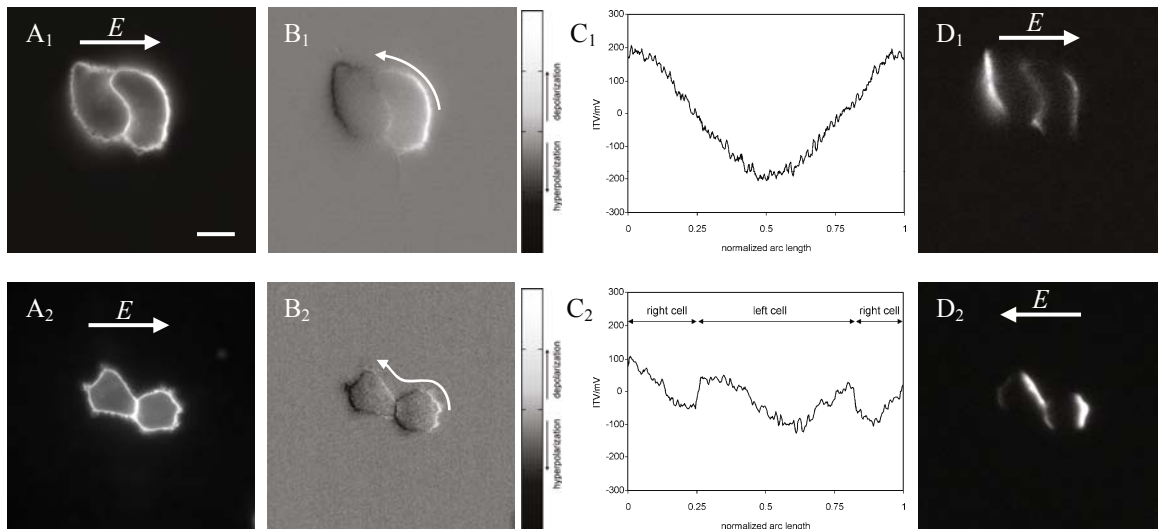 A1
E
B1
depolarization
hyperpolarization
C1
300
200
100
0
-100
-200
-300
ITV/mV
0
0.25
0.5
0.75
1
normalized arc length
D1
E
A2
E
B2
depolarization
hyperpolarization
C2
300
200
100
0
-100
-200
-300
ITV/mV
right cell
left cell
right cell
0
0.25
0.5
0.75
1
normalized arc length
D2
E